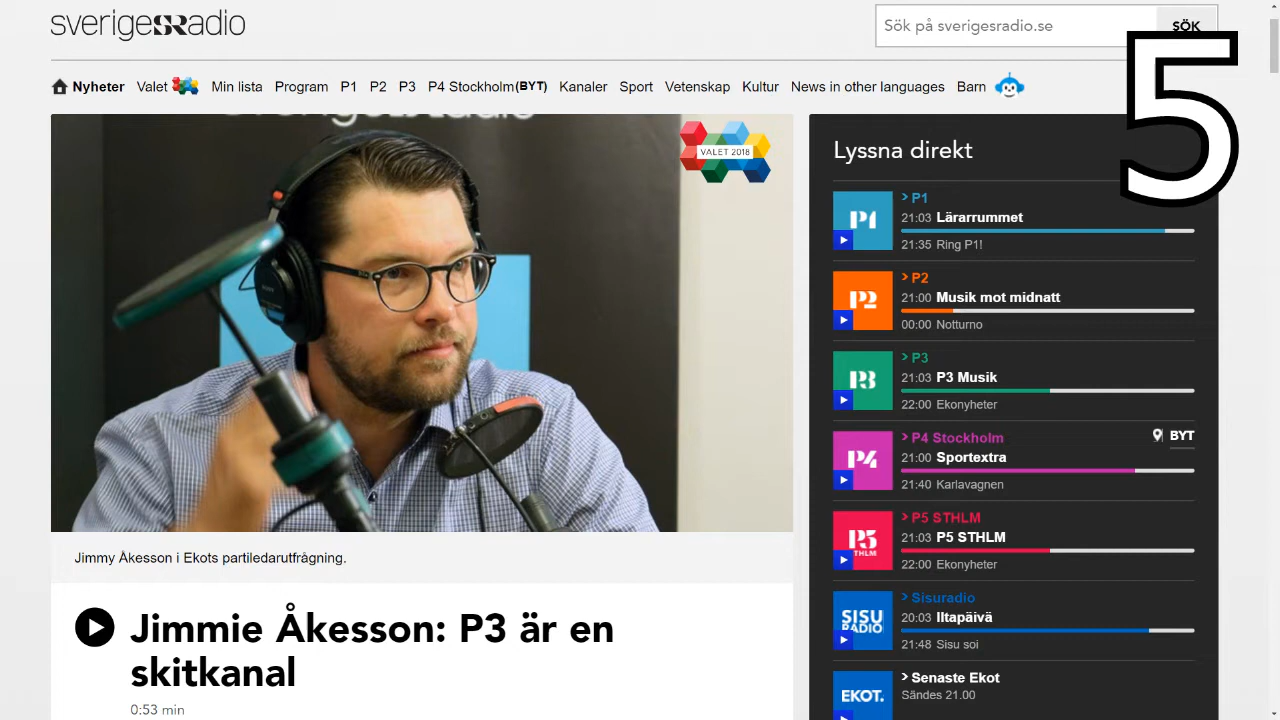 sverigesradio
Sök på sverigesradio.se
SÖK
5
Nyheter Valet Min lista Program P1 P2 P3 P4 Stockholm(BYT) Kanaler Sport Vetenskap Kultur News in other languages Barn
VALET 2018
Jimmy Åkesson i Ekots partiledarutfrågning.
Jimmie Åkesson: P3 är en
skitkanal
0:53 min
Lyssna direkt
P1
> P1
21:03 Lärarrummet
21:35 Ring P1!
P2
> P2
21:00 Musik mot midnatt
00:00 Notturno
P3
> P3
21:03 P3 Musik
22:00 Ekonyheter
P4
> P4 Stockholm
BYT
21:00 Sportextra
21:40 Karlavagnen
P5
STHLM
> P5 STHLM
21:03 P5 STHLM
22:00 Ekonyheter
SISU
RADIO
> Sisuradio
20:03 Iltapäivä
21:48 Sisu soi
EKOT.
> Senaste Ekot
Sändes 21.00